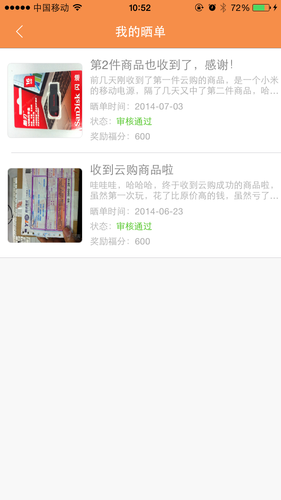 中国移动
10:52
72%
我的晒单
第2件商品也收到了，感谢！
前几天刚收到了第一件云购的商品，是一个小米
的移动电源，隔了几天又中了第二件商品，哈...
晒单时间：2014-07-03
状态：审核通过
奖励福分：600
SanDisk 闪迪
收到云购商品啦
哇哇哇，哈哈哈，终于收到云购成功的商品啦，
虽然第一次玩，花了比原价高的钱，虽然亏了...
晒单时间：2014-06-23
状态：审核通过
奖励福分：600